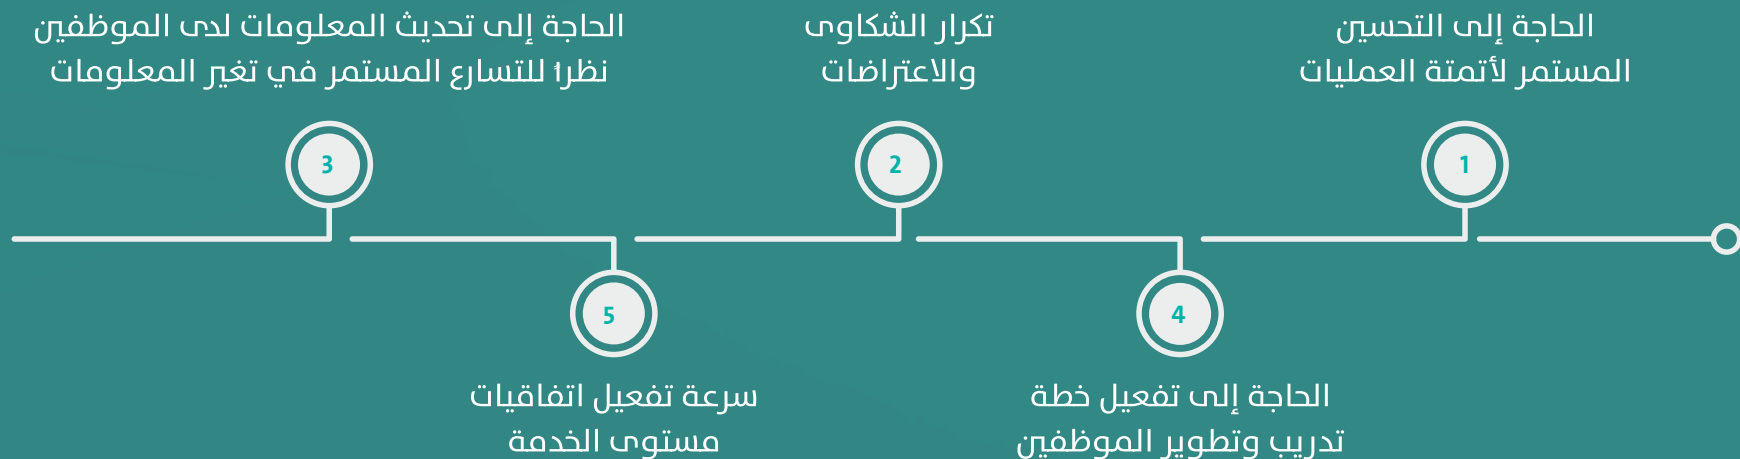 الحاجة إلى التحسين
المستمر لأتمتة العمليات
1
تكرار الشكاوى
والاعتراضات
2
الحاجة إلى تحديث المعلومات لدى الموظفين
نظراً للتسارع المستمر في تغير المعلومات
3
4
الحاجة إلى تفعيل خطة
تدريب وتطوير الموظفين
5
سرعة تفعيل اتفاقيات
مستوى الخدمة